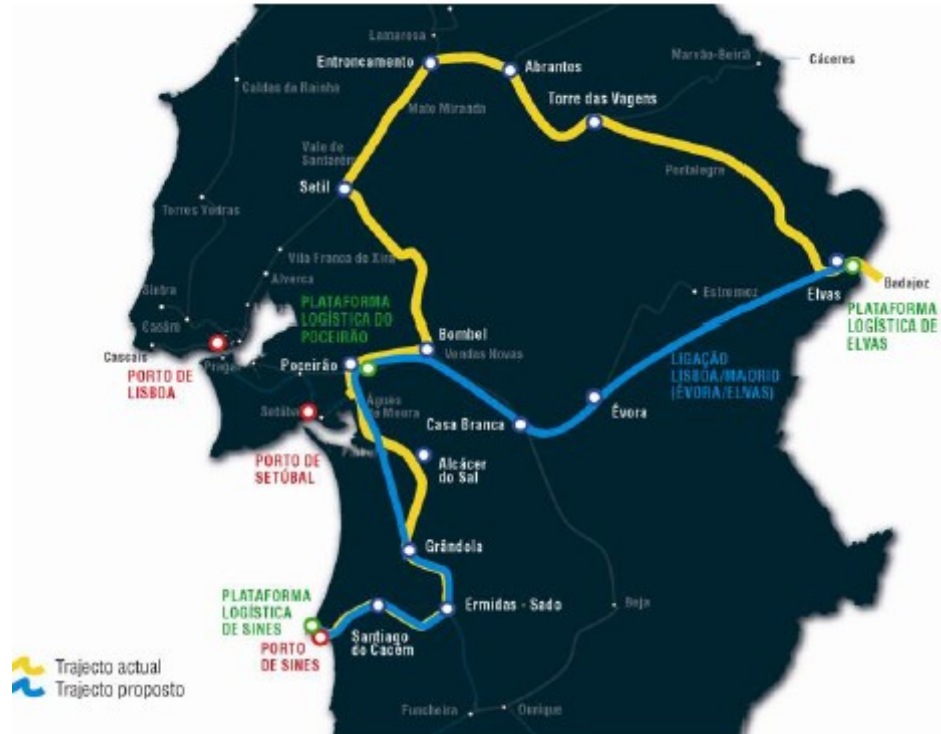 Lamarosa
Entroncamento
Abrantes
Marvão-Beirã
Cáceres
Caldas da Rainha
Mato Miranda
Torre das Vagens
Vale de
Santarém
Portalegre
Setil
Torres Vedras
Vila Franca de Xira
Alverca
Sintra
Estremoz
Elvas
Badajoz
PLATAFORMA
LOGÍSTICA DO
POCEIRÃO
PLATAFORMA
LOGÍSTICA DE
ELVAS
Cacém
Cascais
Bombel
Vendas Novas
Poceirão
PORTO DE
LISBOA
LIGAÇÃO
LISBOA/MADRID
(ÉVORA/ELVAS)
Águas
de Moura
Évora
Casa Branca
PORTO DE
SETÚBAL
Alcácer
do Sal
Grândola
PLATAFORMA
LOGÍSTICA
DE SINES
Ermidas - Sado
Beja
PORTO
DE SINES
Santiago
do Cacém
Trajecto actual
Trajecto proposto
Funcheira
Ourique